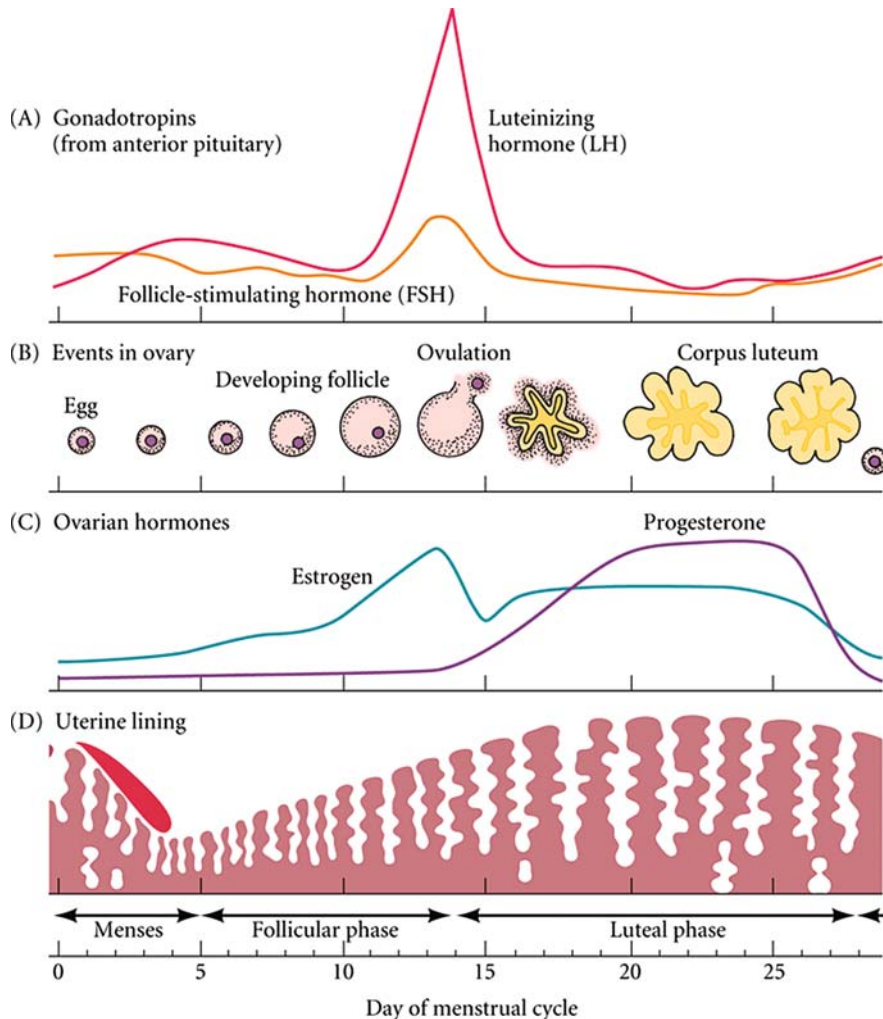 (A) Gonadotropins
(from anterior pituitary)
Luteinizing
hormone (LH)
Follicle-stimulating hormone (FSH)
(B) Events in ovary
Ovulation
Corpus luteum
Developing follicle
Egg
(C) Ovarian hormones
Progesterone
Estrogen
(D) Uterine lining
Menses
Follicular phase
Luteal phase
0 5 10 15 20 25
Day of menstrual cycle